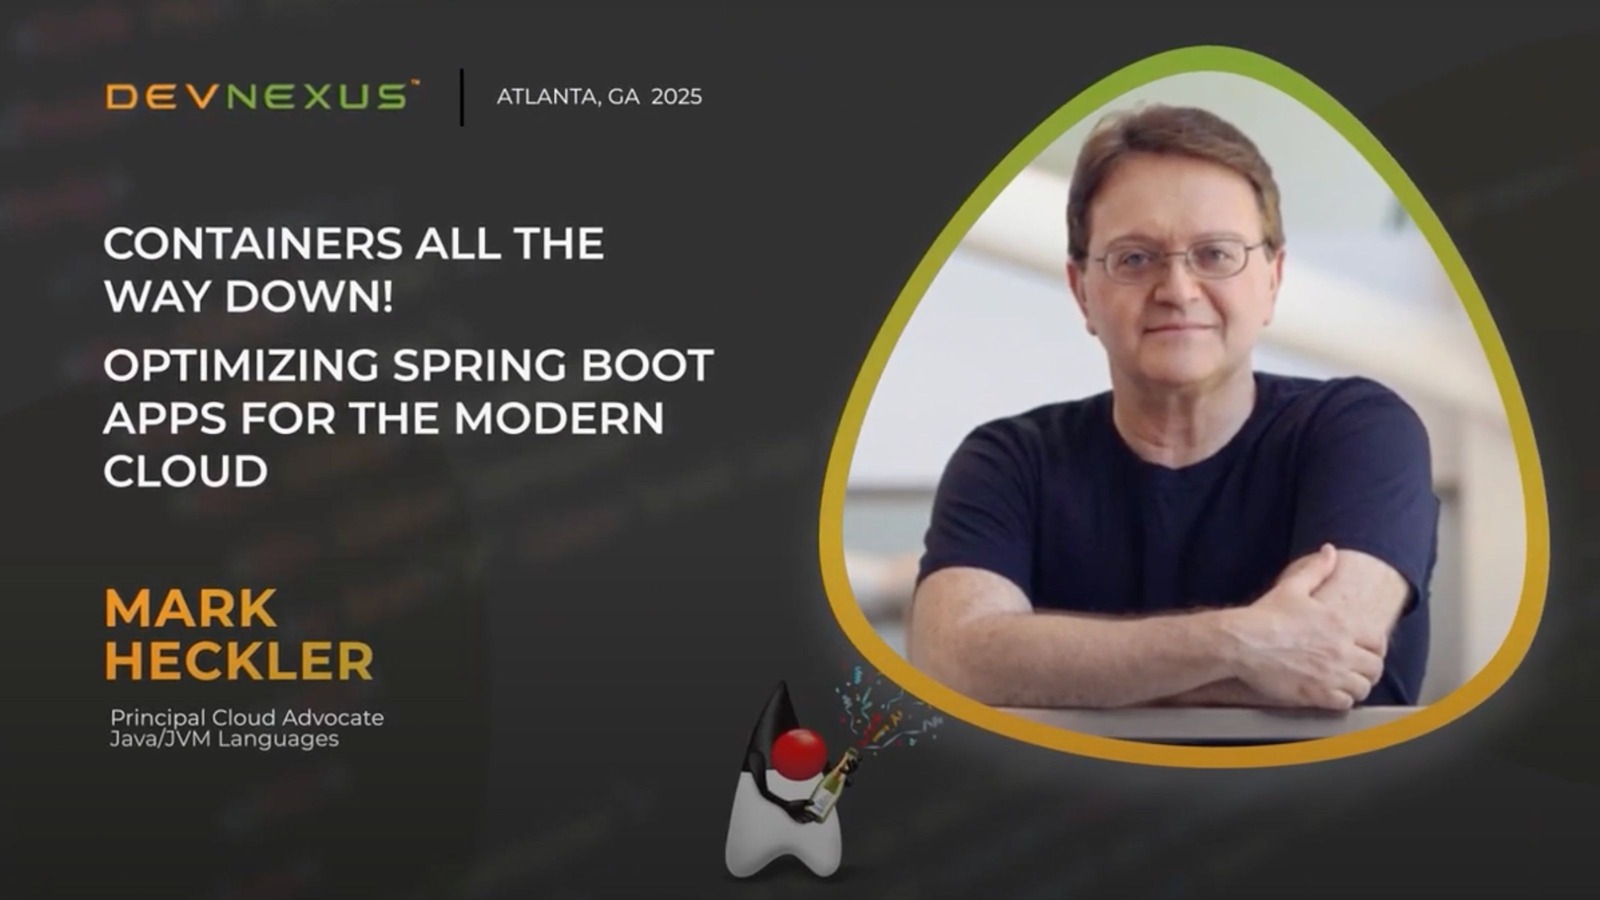 DEVNEXUS™
ATLANTA, GA 2025
CONTAINERS ALL THE
WAY DOWN!
OPTIMIZING SPRING BOOT
APPS FOR THE MODERN
CLOUD
MARK
HECKLER
Principal Cloud Advocate
Java/JVM Languages